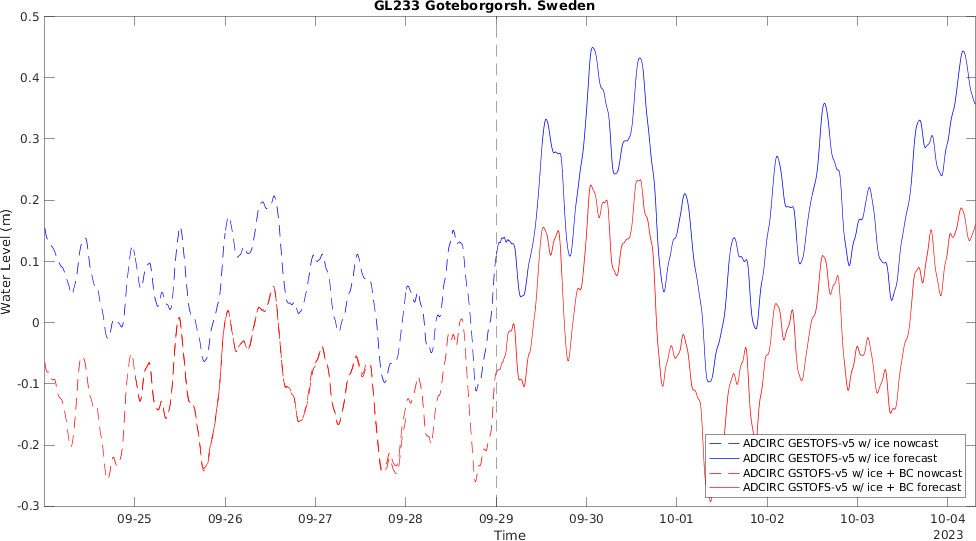 GL233 Goteborgorsh. Sweden
0.5
0.4
0.3
0.2
0.1
0
-0.1
-0.2
-0.3
Water Level (m)
09-25
09-26
09-27
09-28
09-29
09-30
10-01
10-02
10-03
10-04
2023
Time
ADCIRC GESTOFS-v5 w/ ice nowcast
ADCIRC GESTOFS-v5 w/ ice forecast
ADCIRC GSTOFS-v5 w/ ice + BC nowcast
ADCIRC GSTOFS-v5 w/ ice + BC forecast